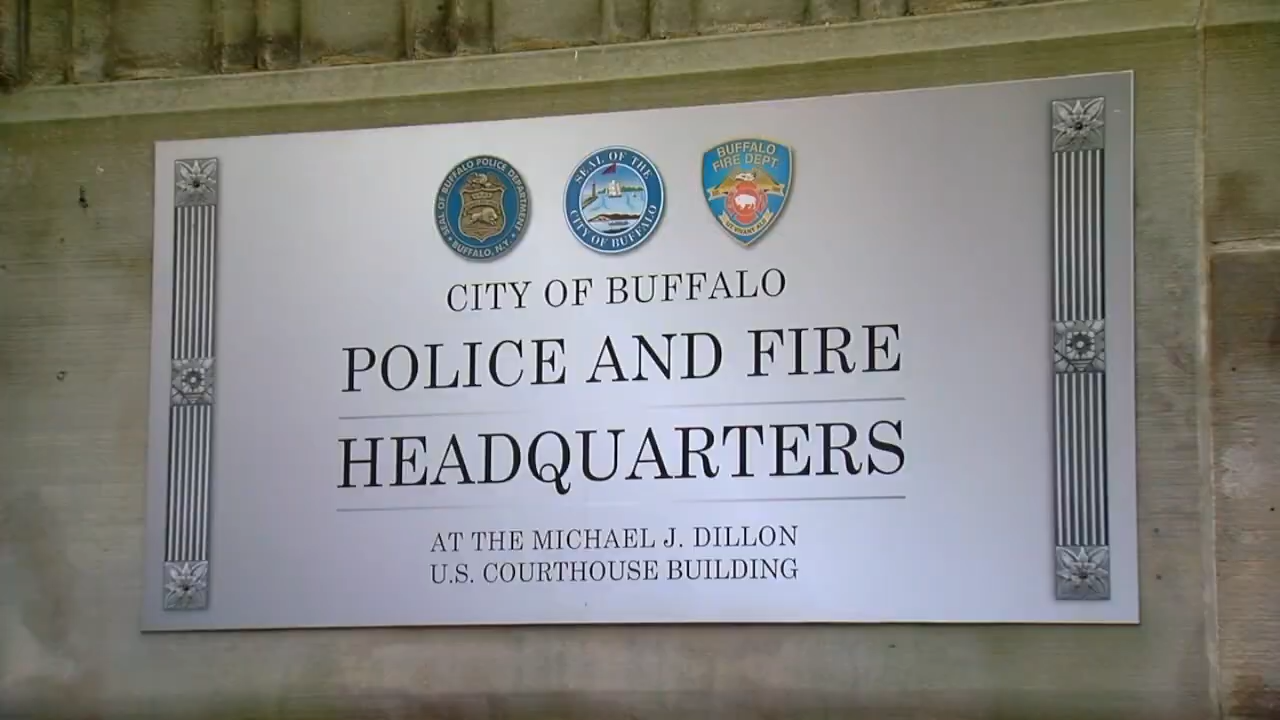 SEAL OF BUFFALO POLICE DEPARTMENT
BUFFALO, N.Y.
SEAL OF THE
CITY OF BUFFALO
BUFFALO
FIRE DEPT.
CITY OF BUFFALO
POLICE AND FIRE
HEADQUARTERS
AT THE MICHAEL J. DILLON
U.S. COURTHOUSE BUILDING